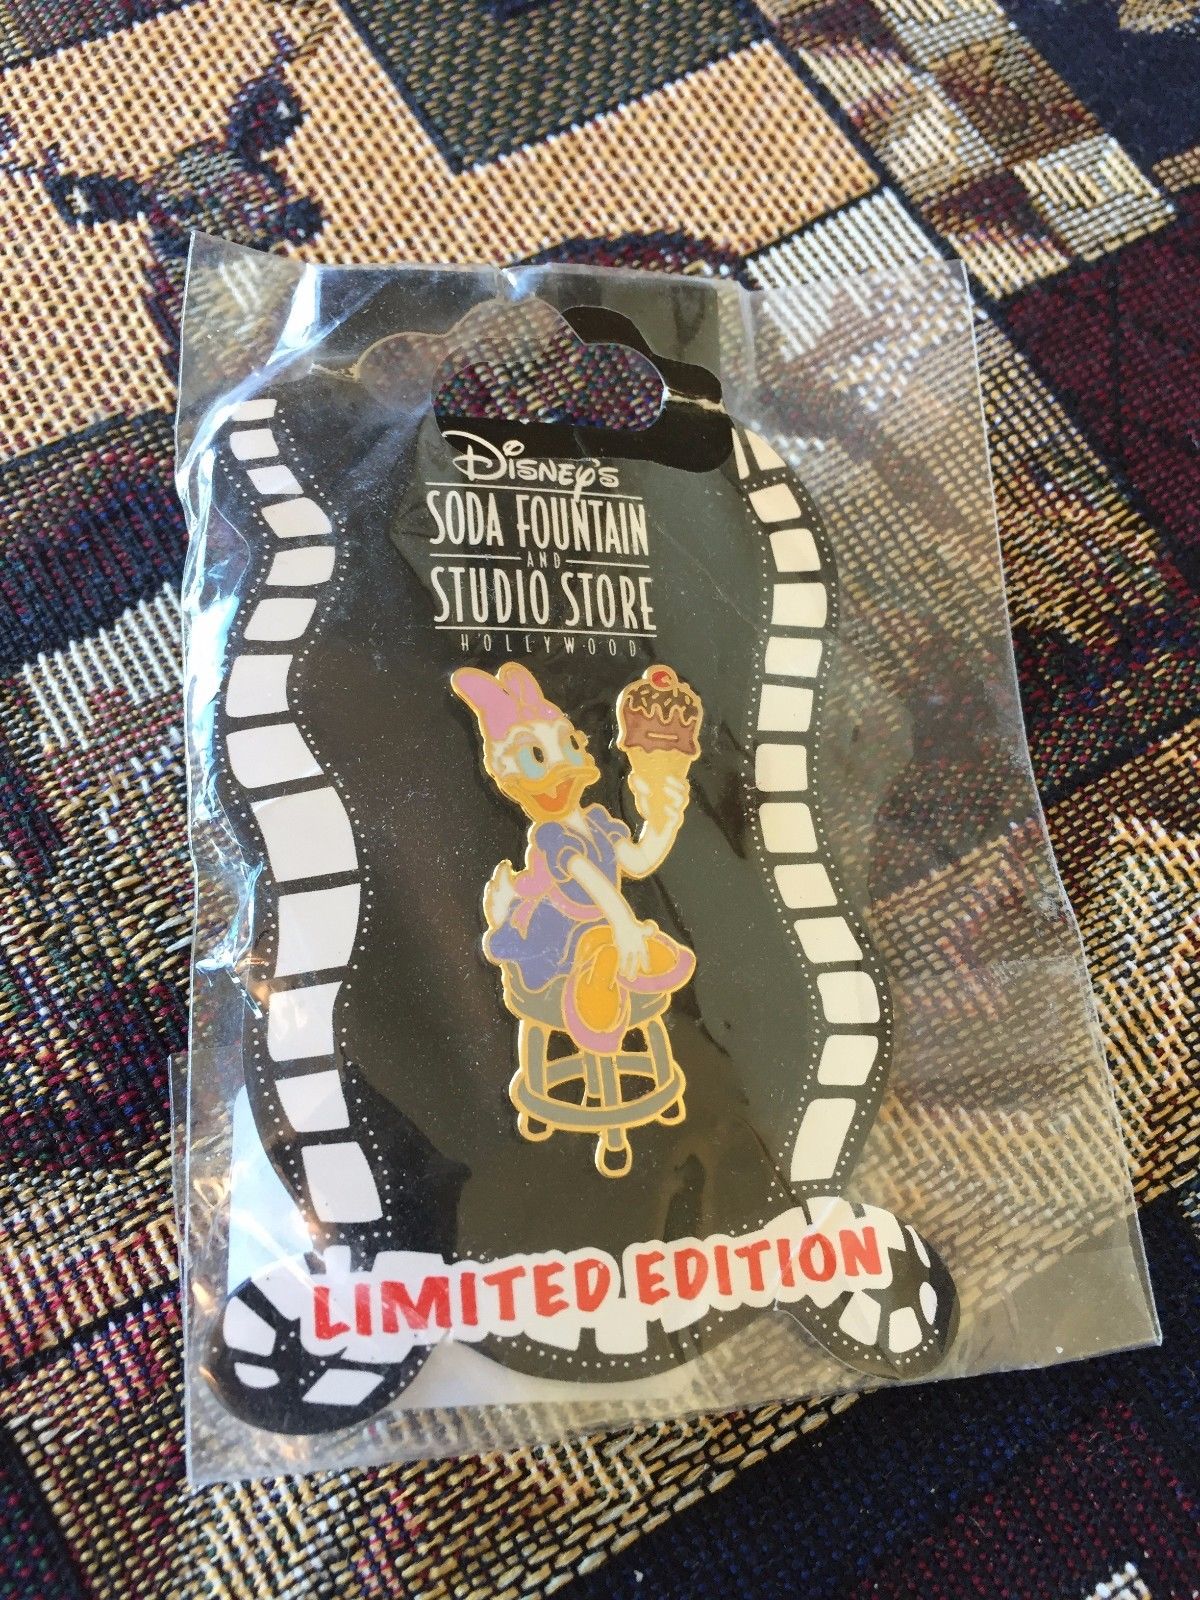 DISNEY'S
SODA FOUNTAIN
AND
STUDIO STORE
HOLLYWOOD
LIMITED EDITION